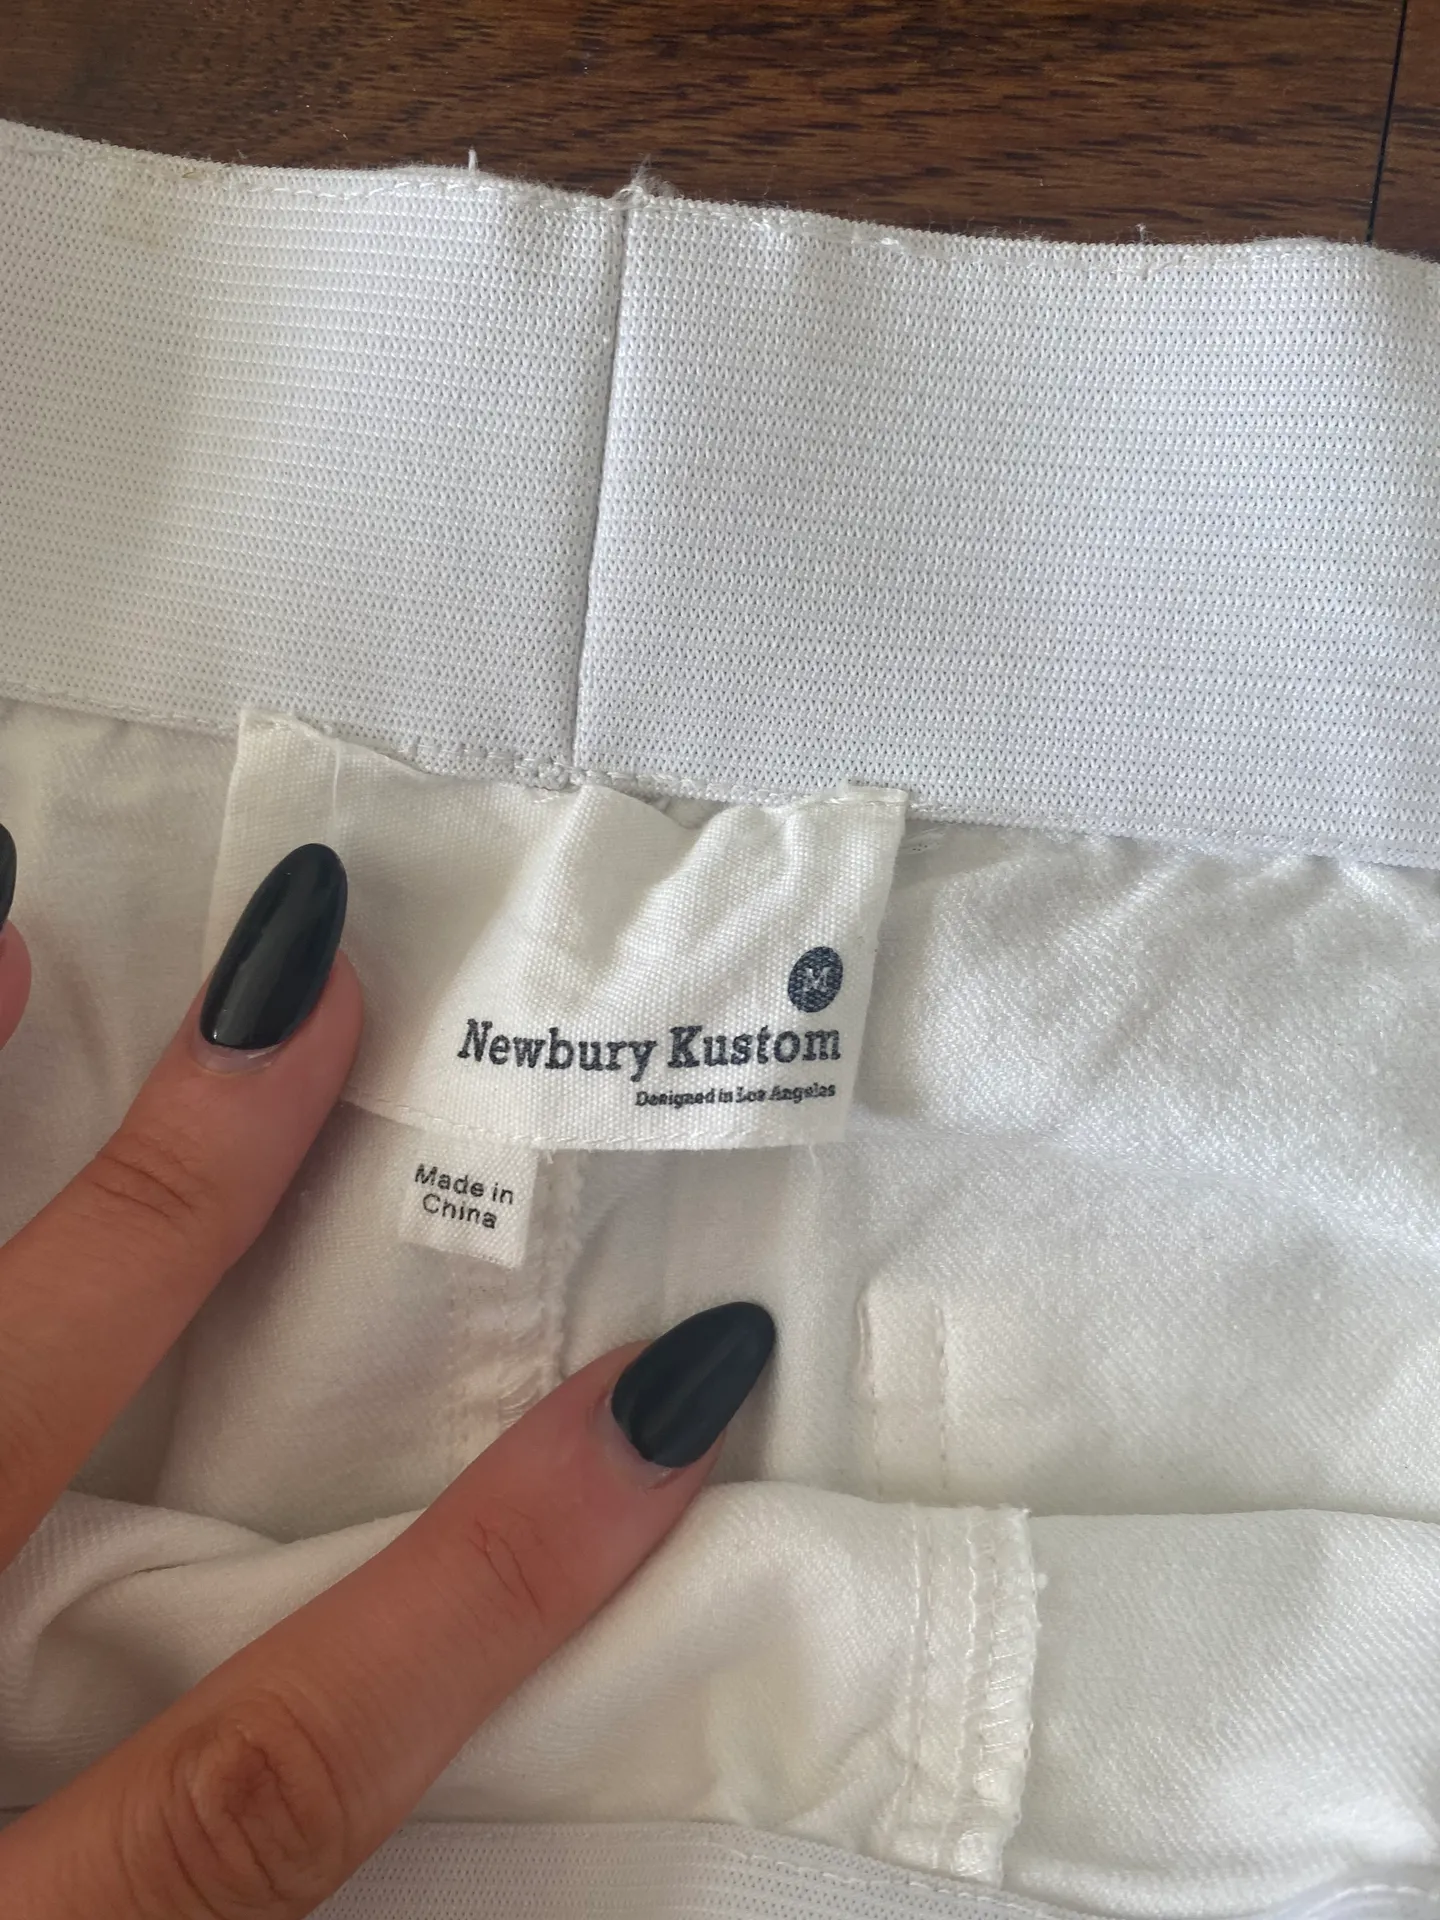 M
Newbury Kustom
Designed in Los Angeles
Made in
China